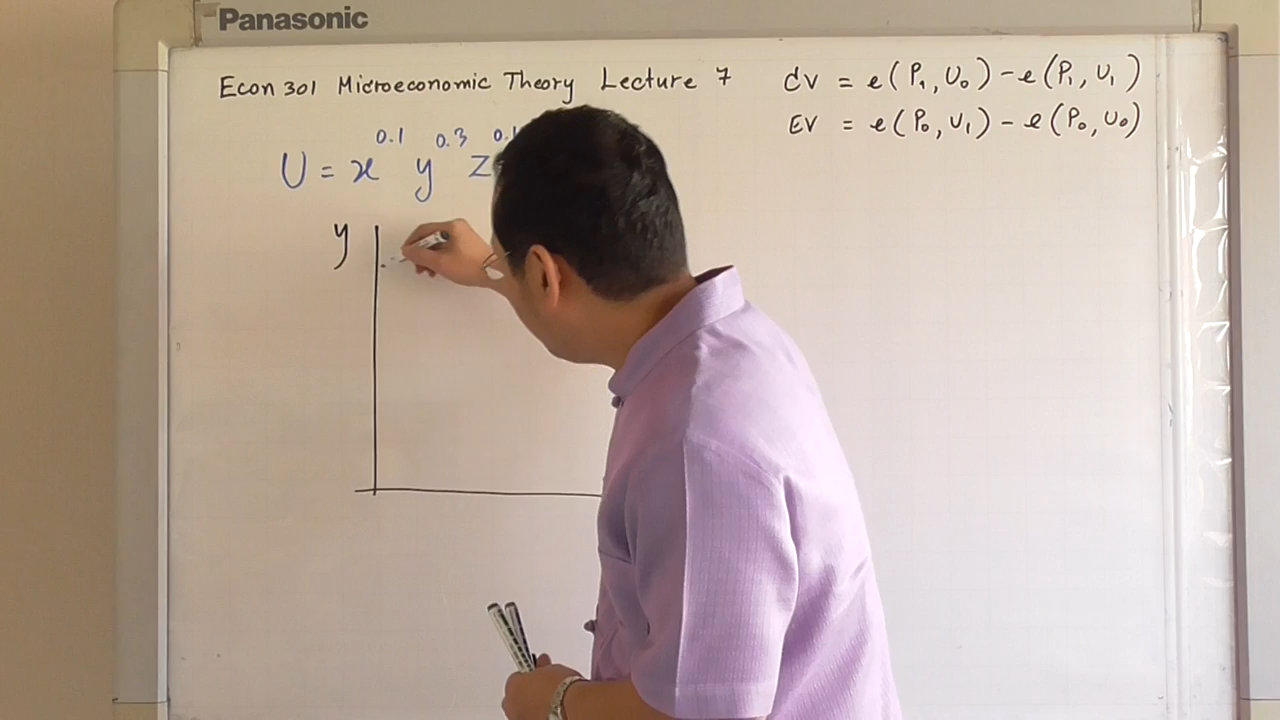 Panasonic
Econ 301 Microeconomic Theory Lecture 7
CV = e(P₁, U₀) - e(P₁, U₁)
EV = e(P₀, U₁) - e(P₀, U₀)
U = x^0.1 y^0.3 z
y